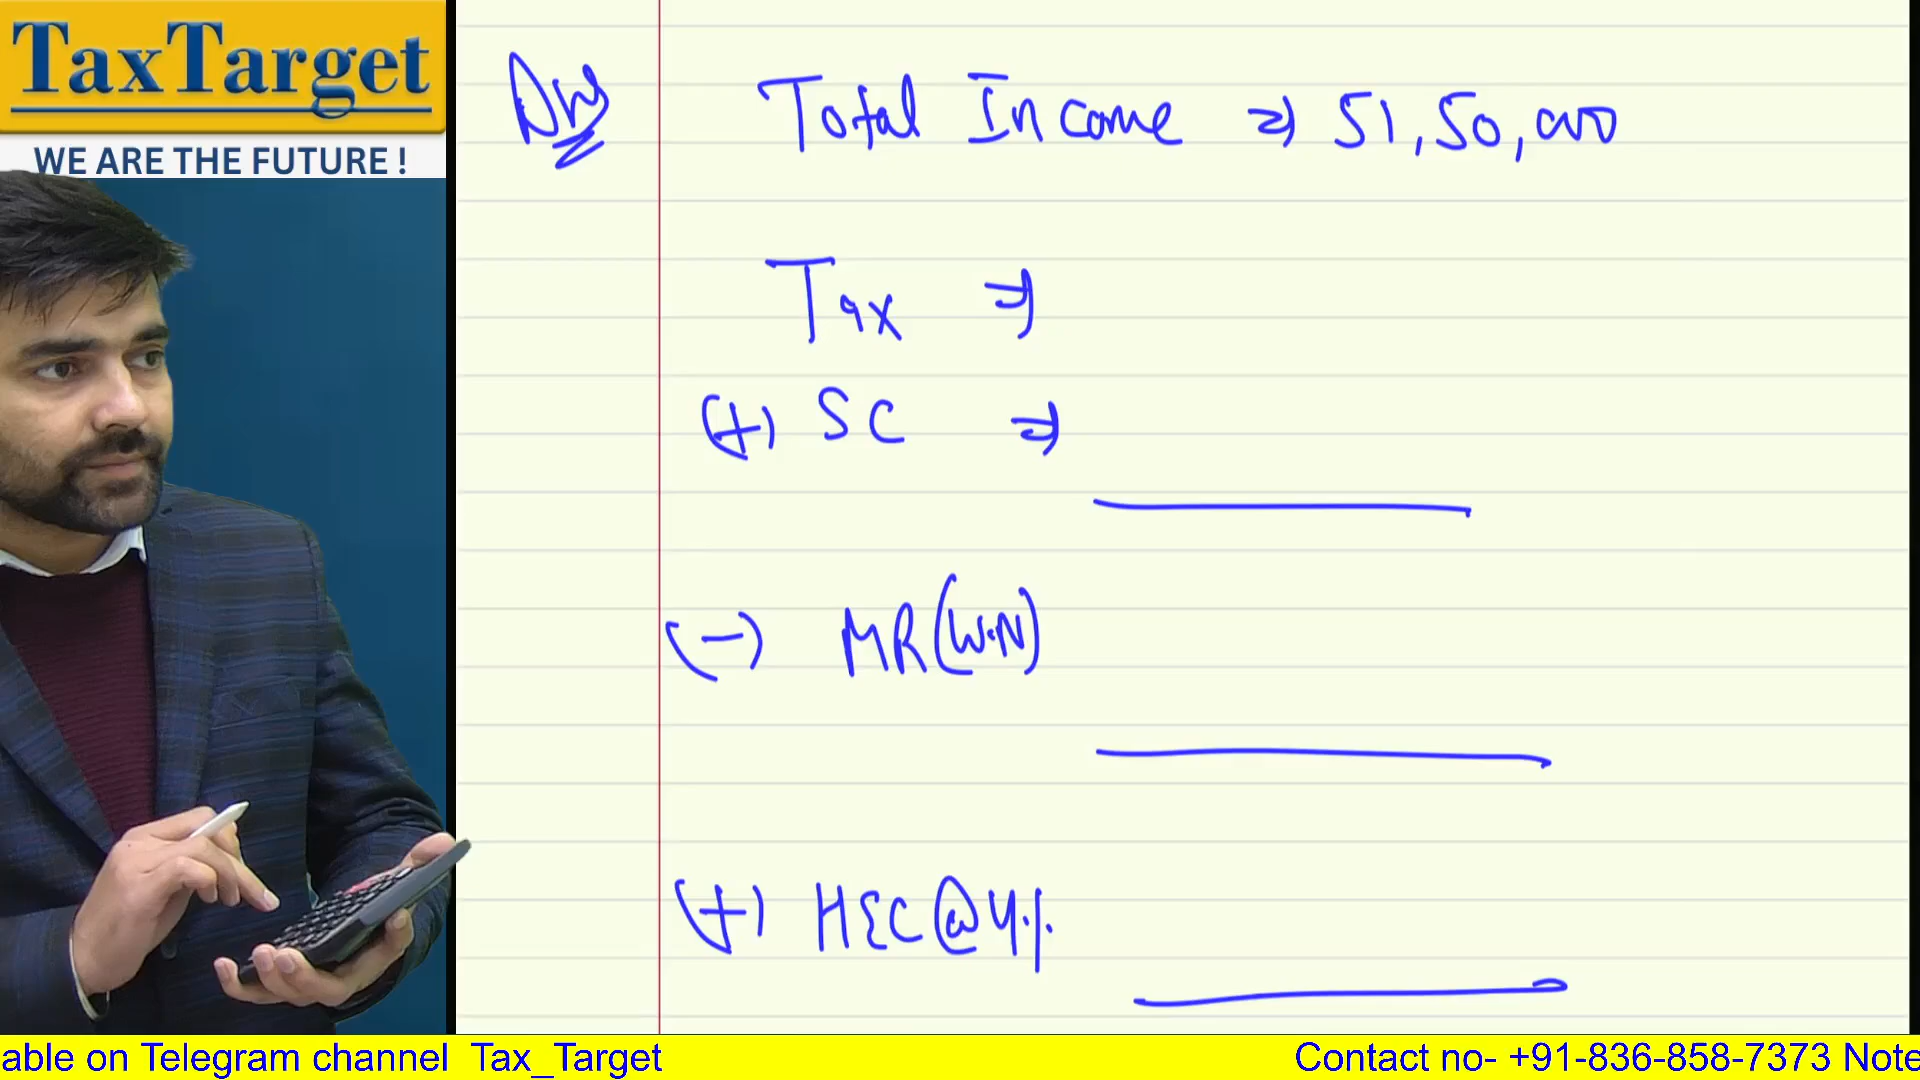 TaxTarget
WE ARE THE FUTURE !
Ans
Total Income ⇒ 51,50,000
Tax ⇒
(+) SC ⇒
(-) MR(W.N)
(+) HEC@4%
able on Telegram channel Tax_Target
Contact no- +91-836-858-7373 Note